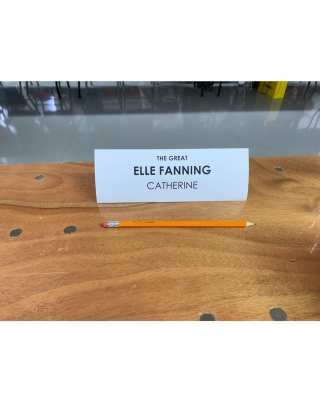 THE GREAT
ELLE FANNING
CATHERINE